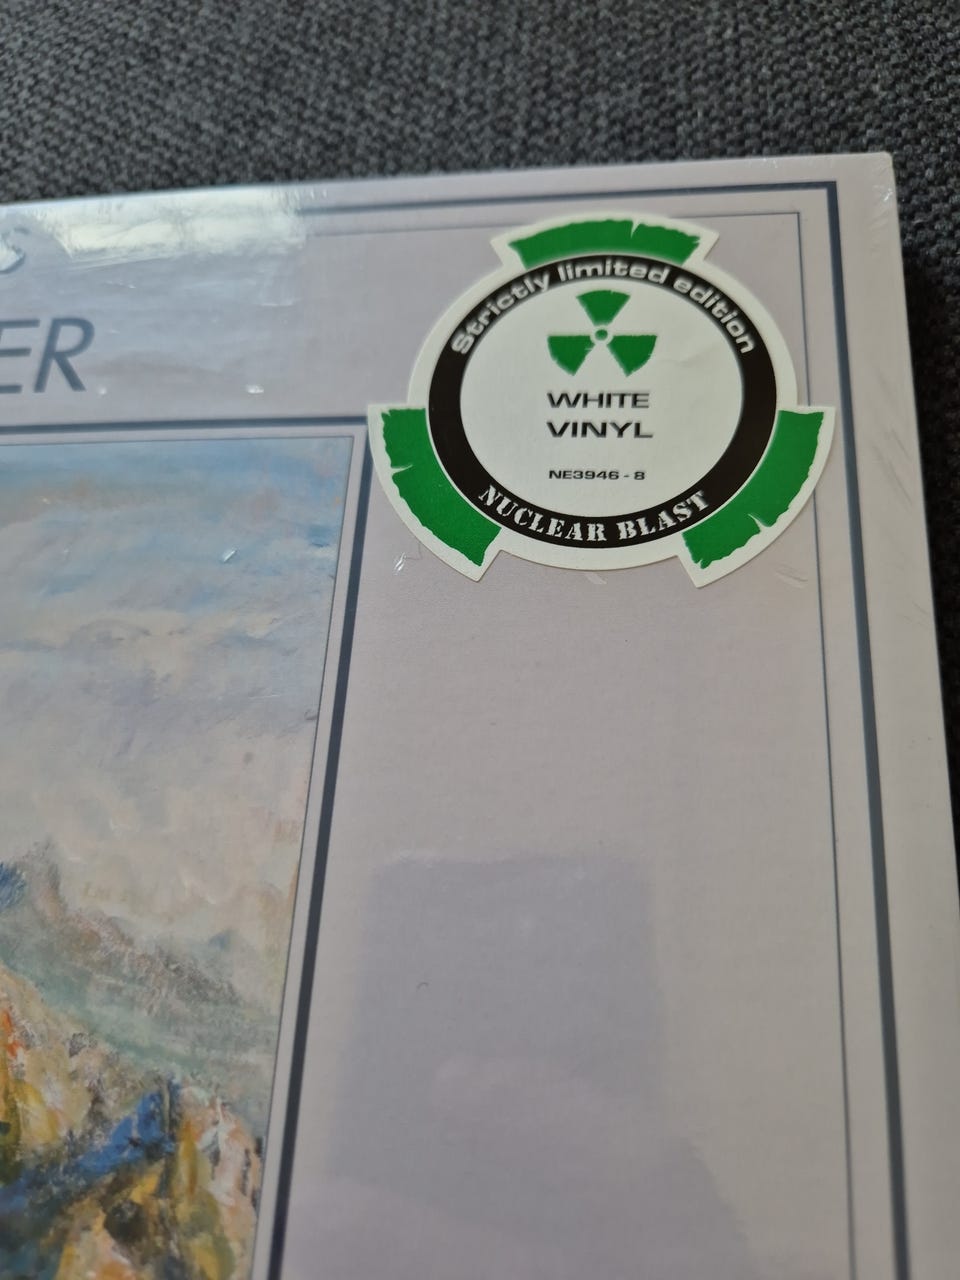 S
ER
Strictly limited edition
WHITE
VINYL
NE3946 - 8
NUCLEAR BLAST